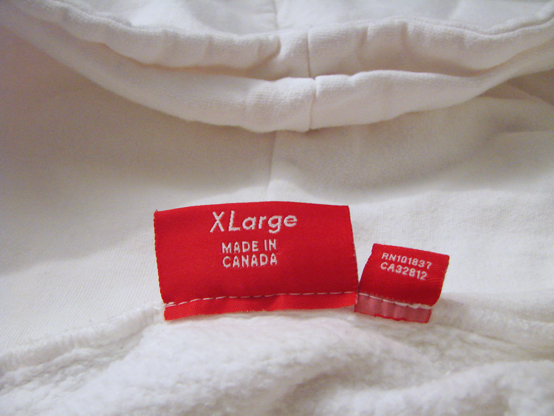 XLarge
MADE IN
CANADA
RN101837
CA32812